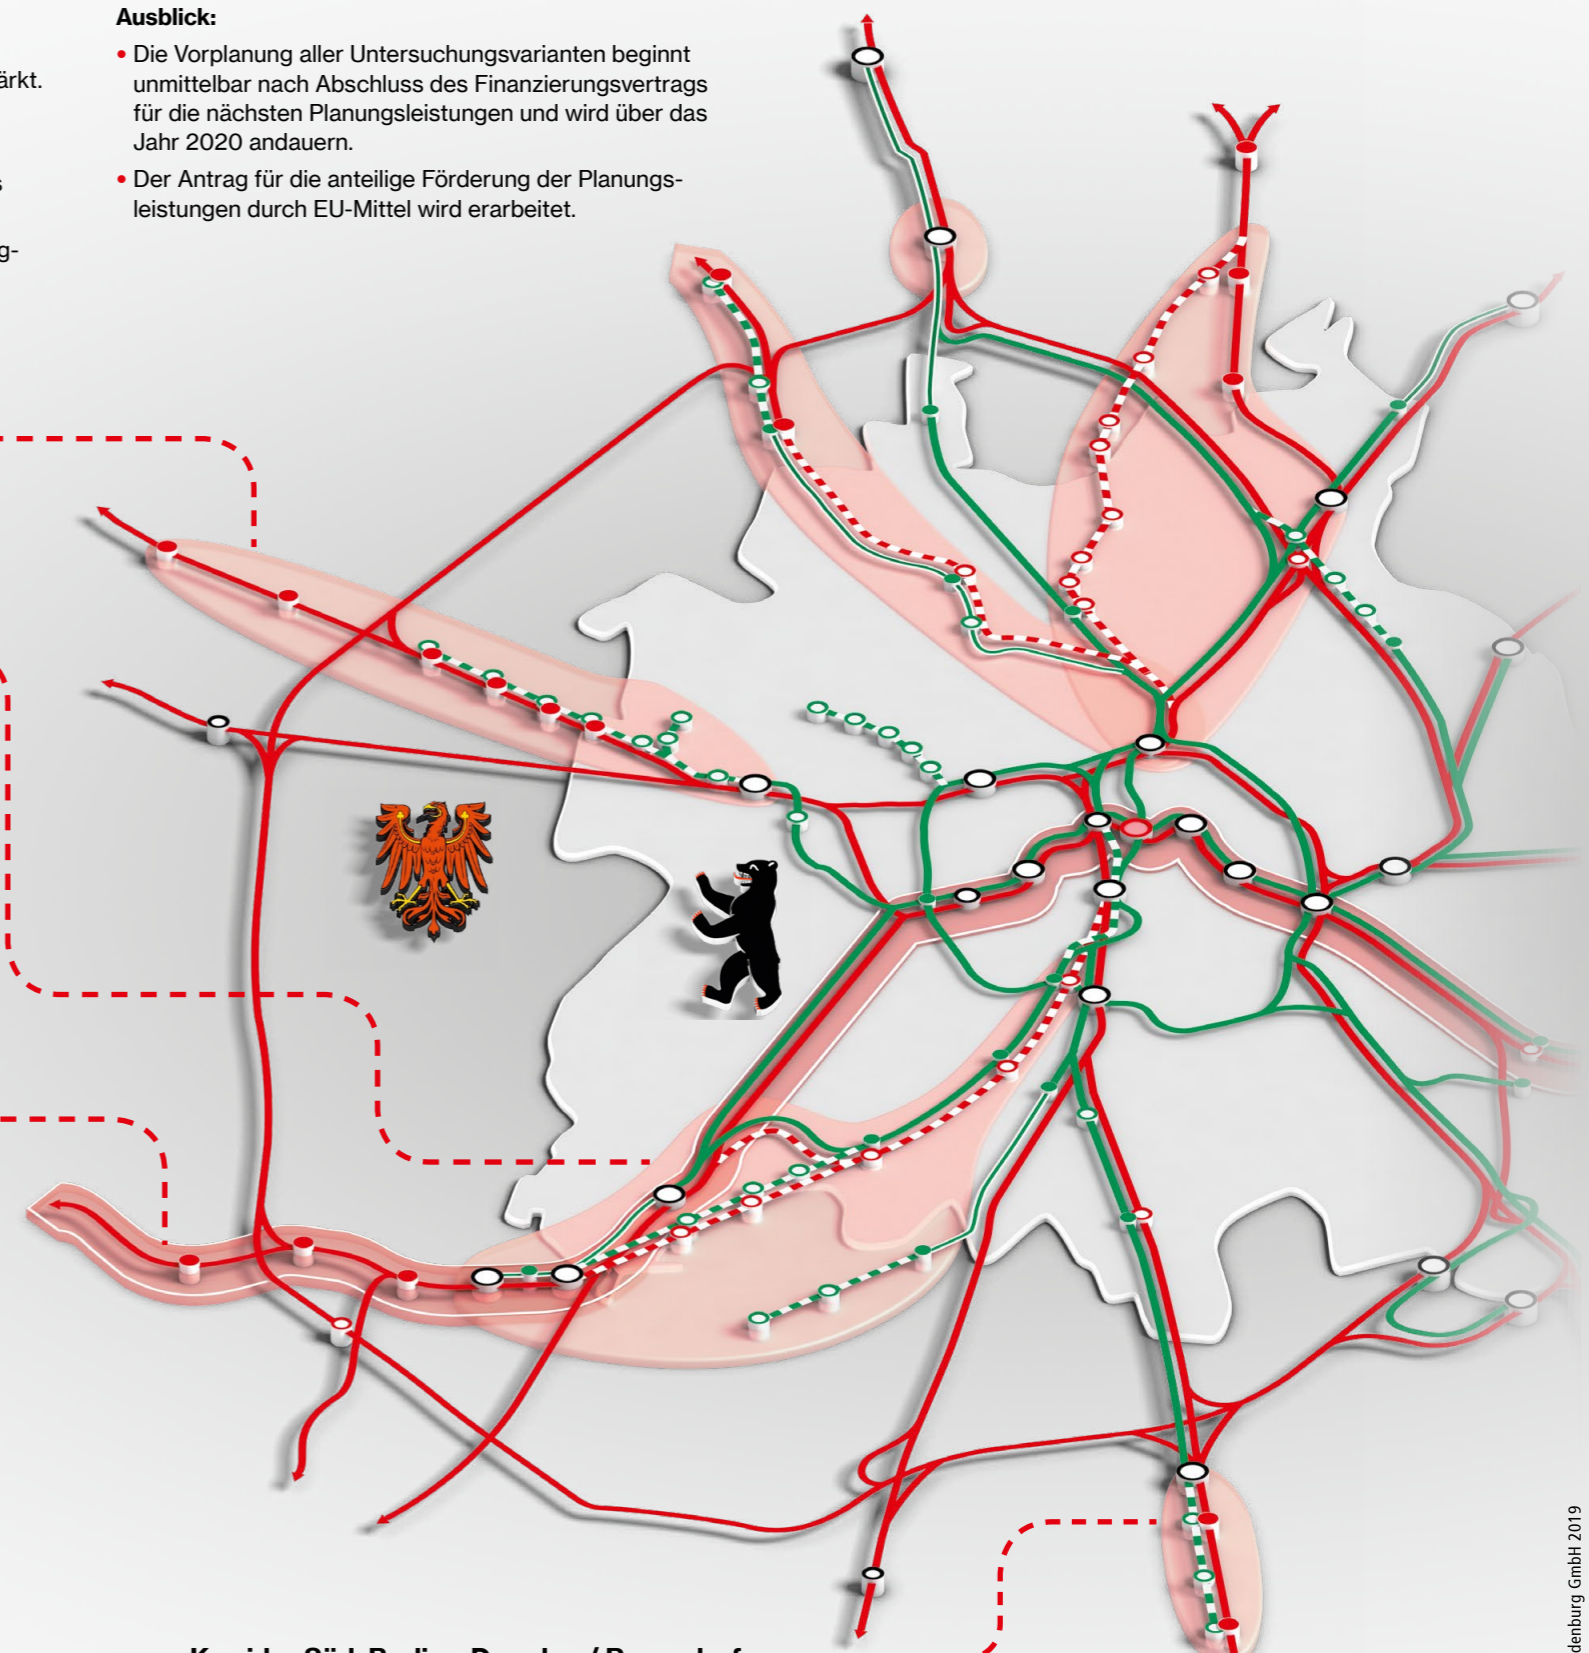 ärkt.
s
g-
Ausblick:
• Die Vorplanung aller Untersuchungsvarianten beginnt
unmittelbar nach Abschluss des Finanzierungsvertrags
für die nächsten Planungsleistungen und wird über das
Jahr 2020 andauern.
• Der Antrag für die anteilige Förderung der Planungs-
leistungen durch EU-Mittel wird erarbeitet.
denburg GmbH 2019